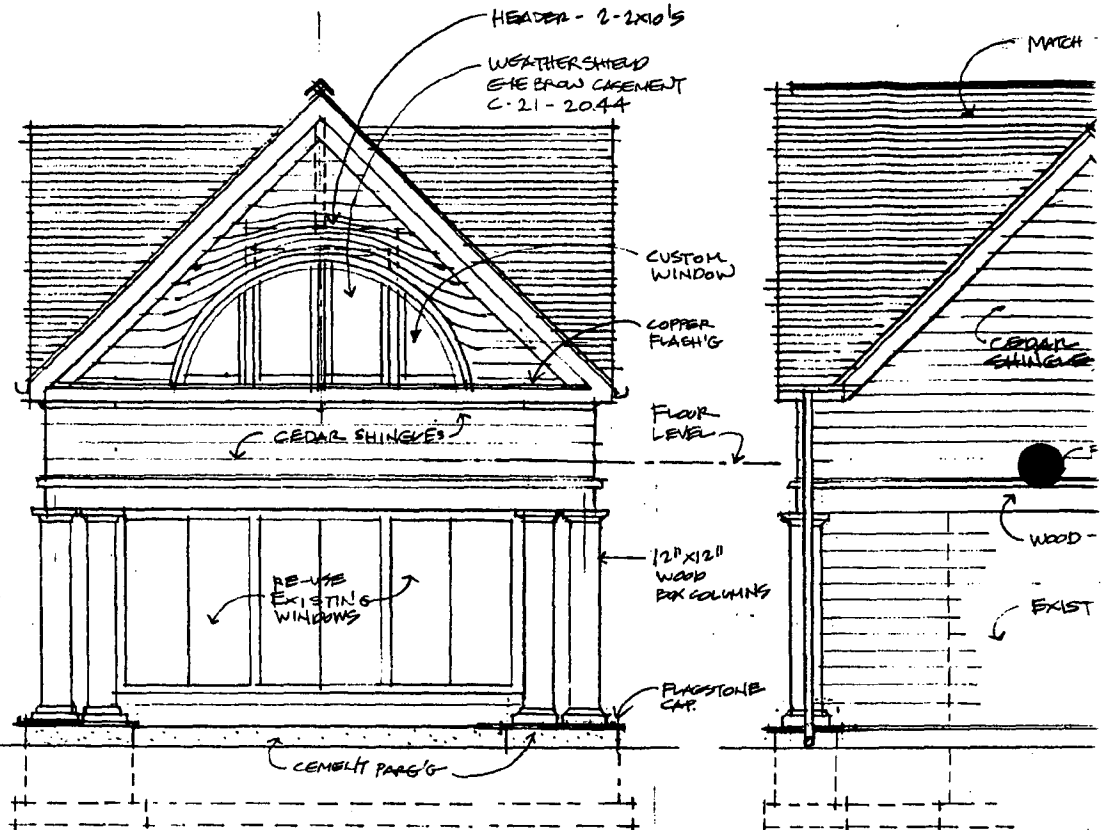 HEADER - 2-2X10'S
WEATHERSHIELD
EYE BROW CASEMENT
C-21-2044
MATCH
CUSTOM
WINDOW
COPPER
FLASH'G
CEDAR
SHINGLE
FLOOR
LEVEL
CEDAR SHINGLES
WOOD-
12"X12"
WOOD
BOX COLUMNS
RE-USE
EXISTING
WINDOWS
EXIST
FLAGSTONE
CAP.
CEMENT PARG'G